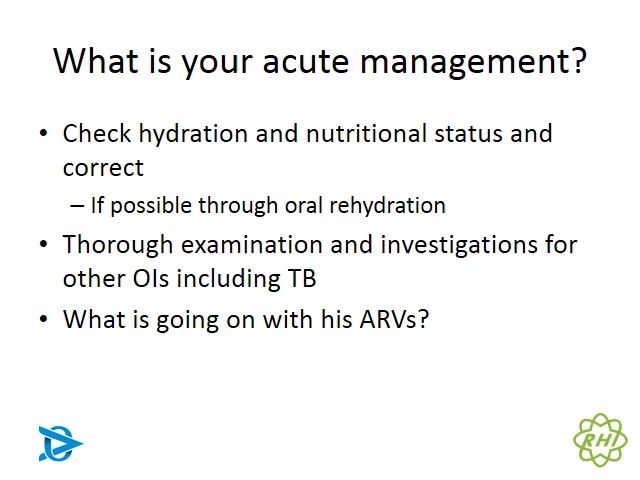 What is your acute management?
• Check hydration and nutritional status and
correct
– If possible through oral rehydration
• Thorough examination and investigations for
other OIs including TB
• What is going on with his ARVs?
RHI